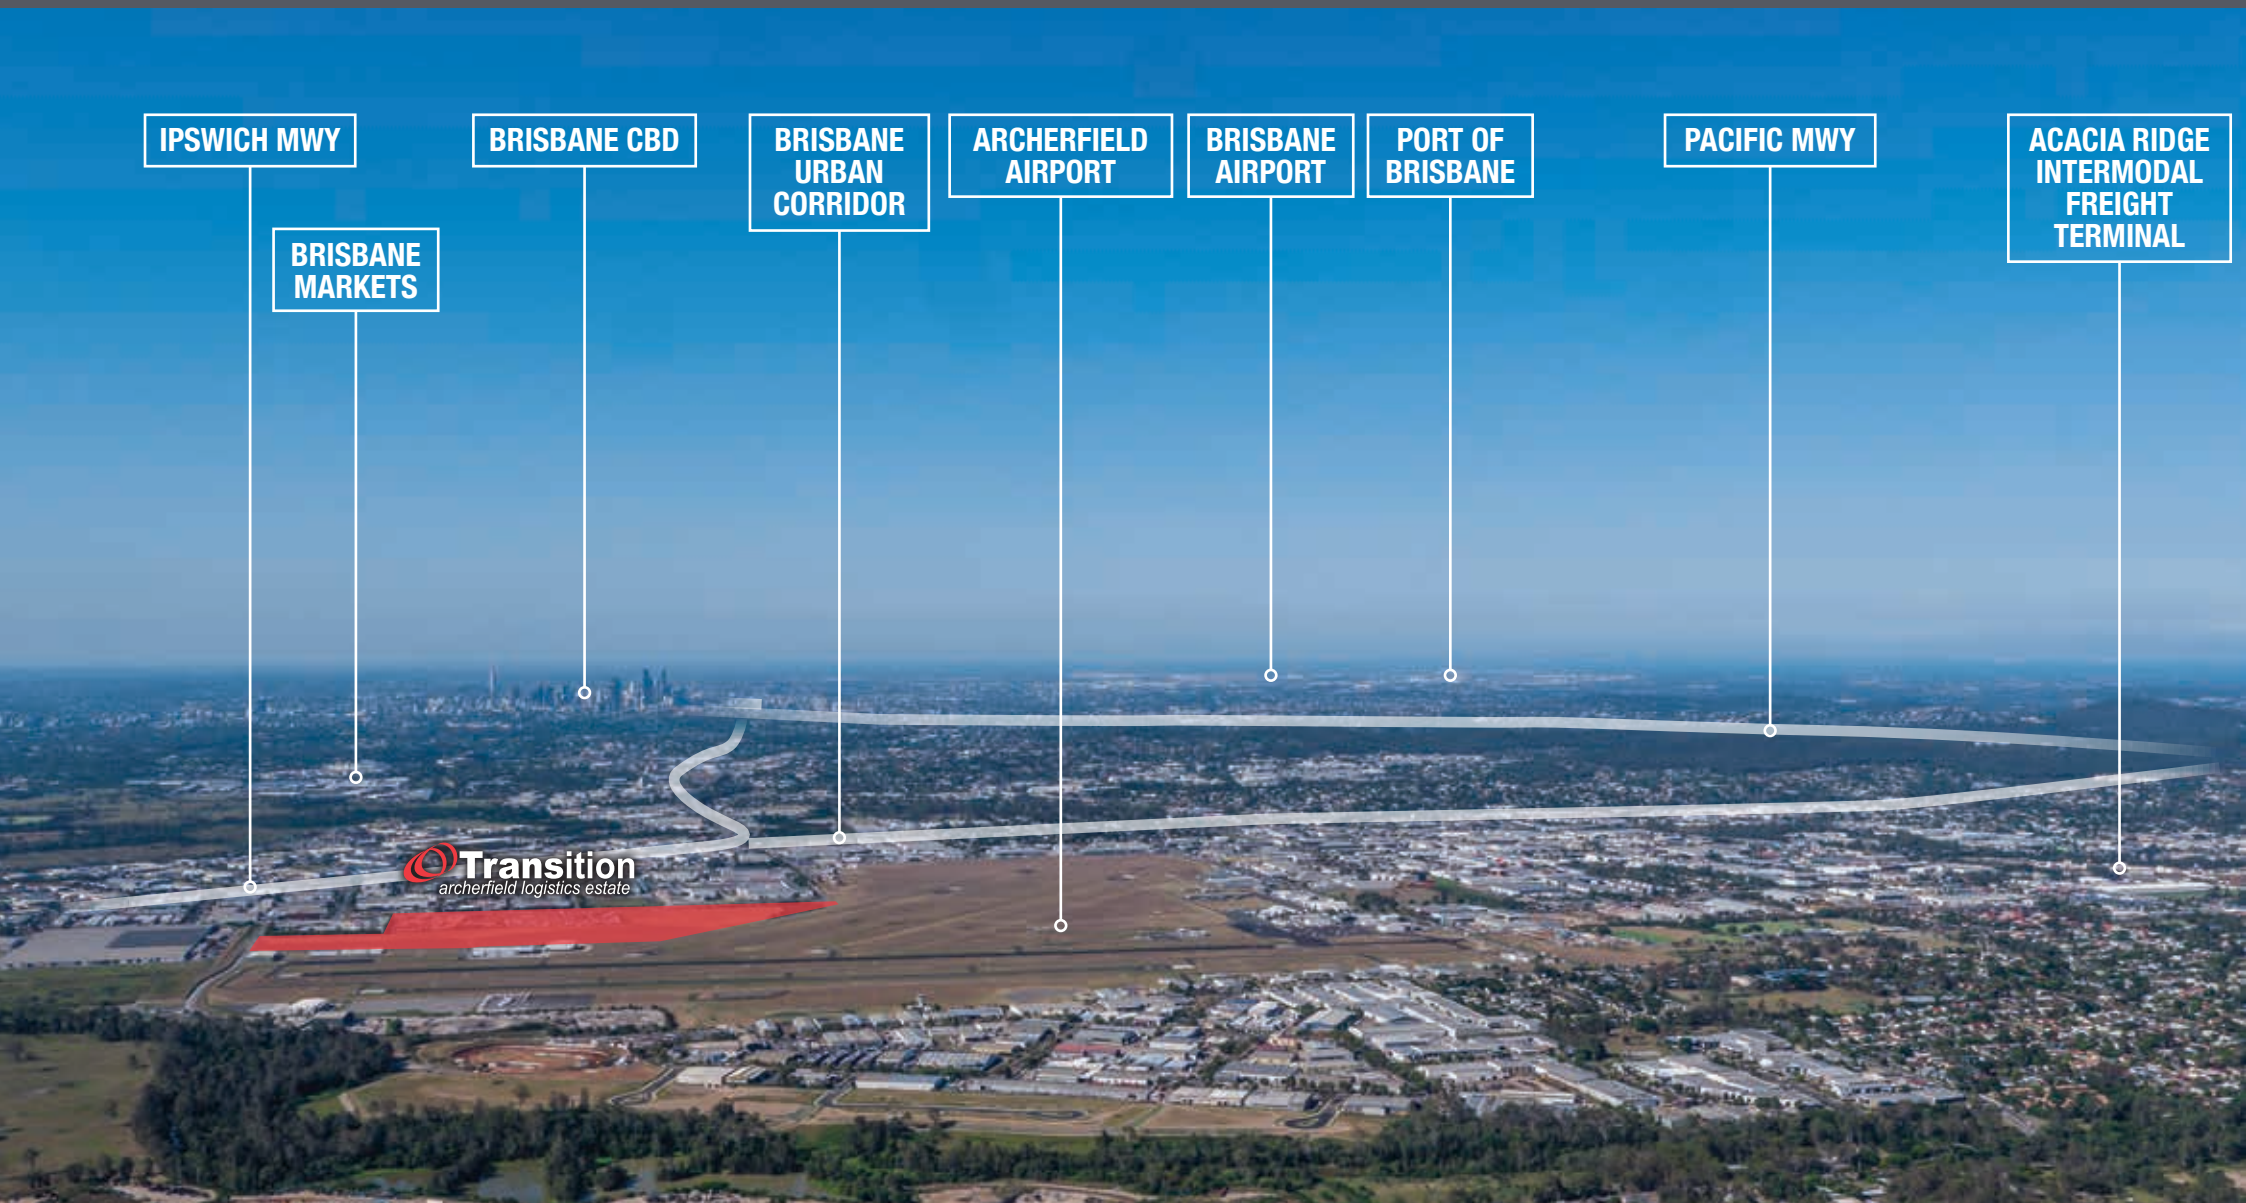 IPSWICH MWY
BRISBANE
MARKETS
BRISBANE CBD
BRISBANE
URBAN
CORRIDOR
ARCHERFIELD
AIRPORT
BRISBANE
AIRPORT
PORT OF
BRISBANE
PACIFIC MWY
ACACIA RIDGE
INTERMODAL
FREIGHT
TERMINAL
Transition
archerfield logistics estate